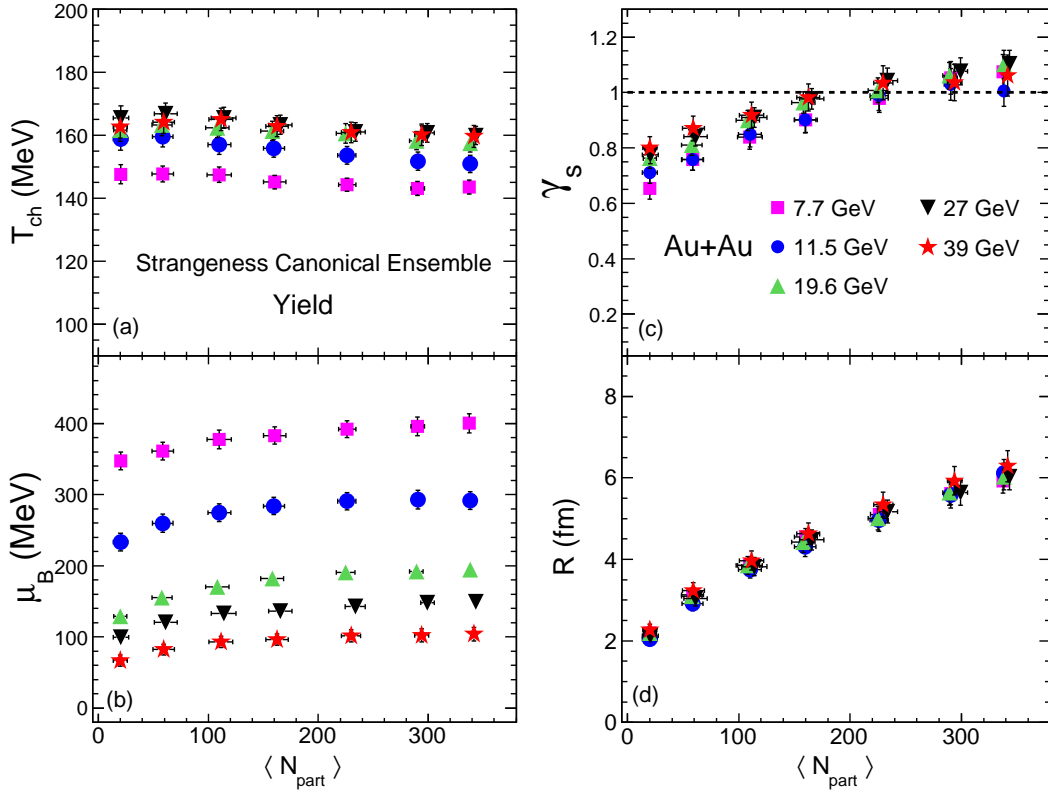 T_ch (MeV)
180
160
140
120
100
Strangeness Canonical Ensemble
Yield
(a)
γ_s
1.2
1
0.8
0.6
0.4
0.2
7.7 GeV
27 GeV
Au+Au
11.5 GeV
39 GeV
19.6 GeV
(c)
μ_B (MeV)
400
300
200
100
0
(b)
0 100 200 300
⟨ N_part ⟩
R (fm)
8
6
4
2
0
(d)
0 100 200 300
⟨ N_part ⟩